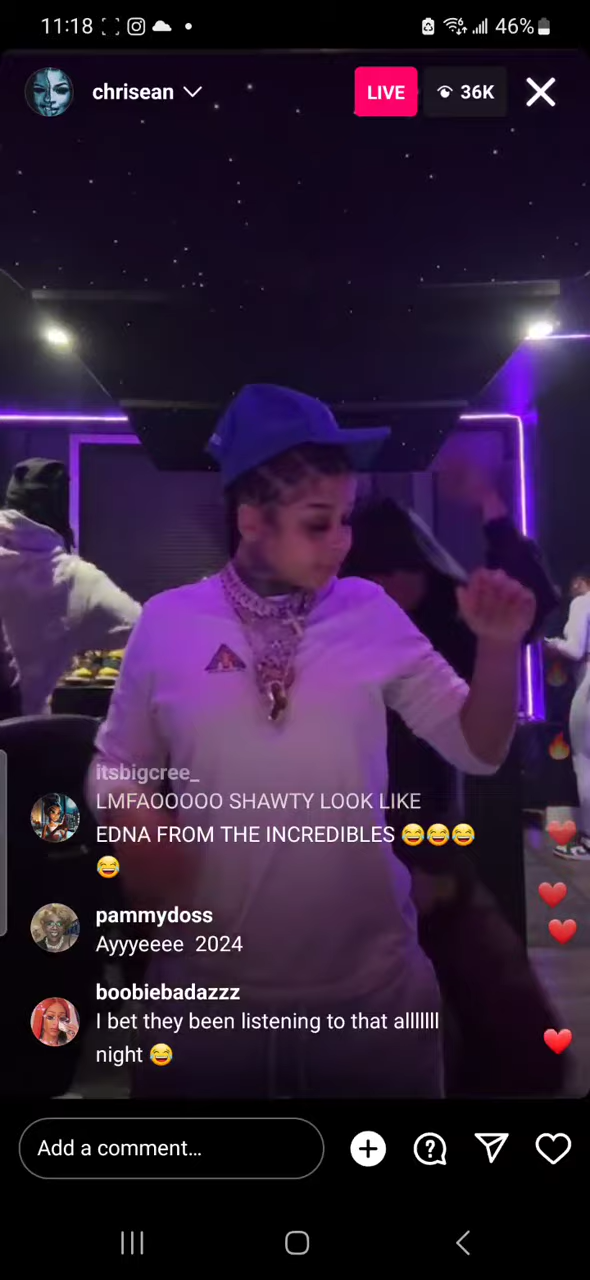 11:18
46%
chrisean
LIVE
36K
itsbigcree_
LMFAOOOOO SHAWTY LOOK LIKE
EDNA FROM THE INCREDIBLES 😂😂😂
😂
pammydoss
Ayyyeeee 2024
boobiebadazzz
I bet they been listening to that alllllll
night 😂
Add a comment...